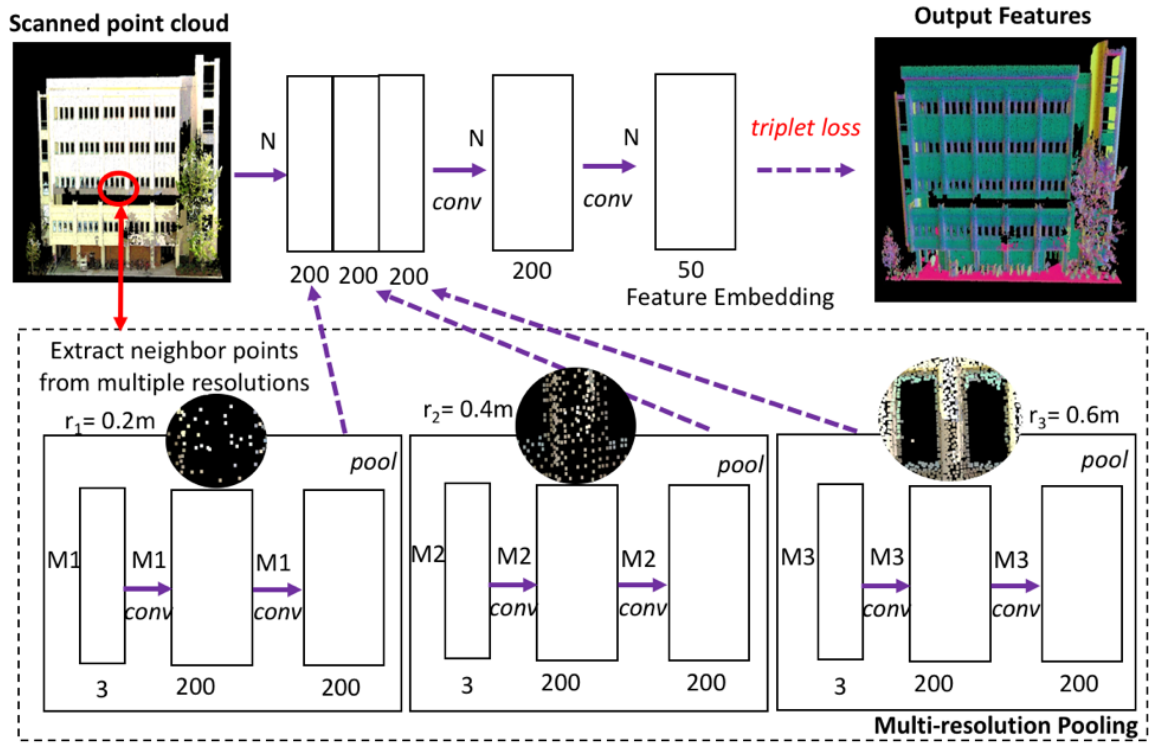 Scanned point cloud
Output Features
N
N
N
triplet loss
conv
conv
200 200 200
200
50
Feature Embedding
Extract neighbor points
from multiple resolutions
r₁= 0.2m
r₂= 0.4m
r₃= 0.6m
pool
pool
pool
M1
M1
M1
conv
conv
3
200
200
M2
M2
M2
conv
conv
3
200
200
M3
M3
M3
conv
conv
3
200
200
Multi-resolution Pooling